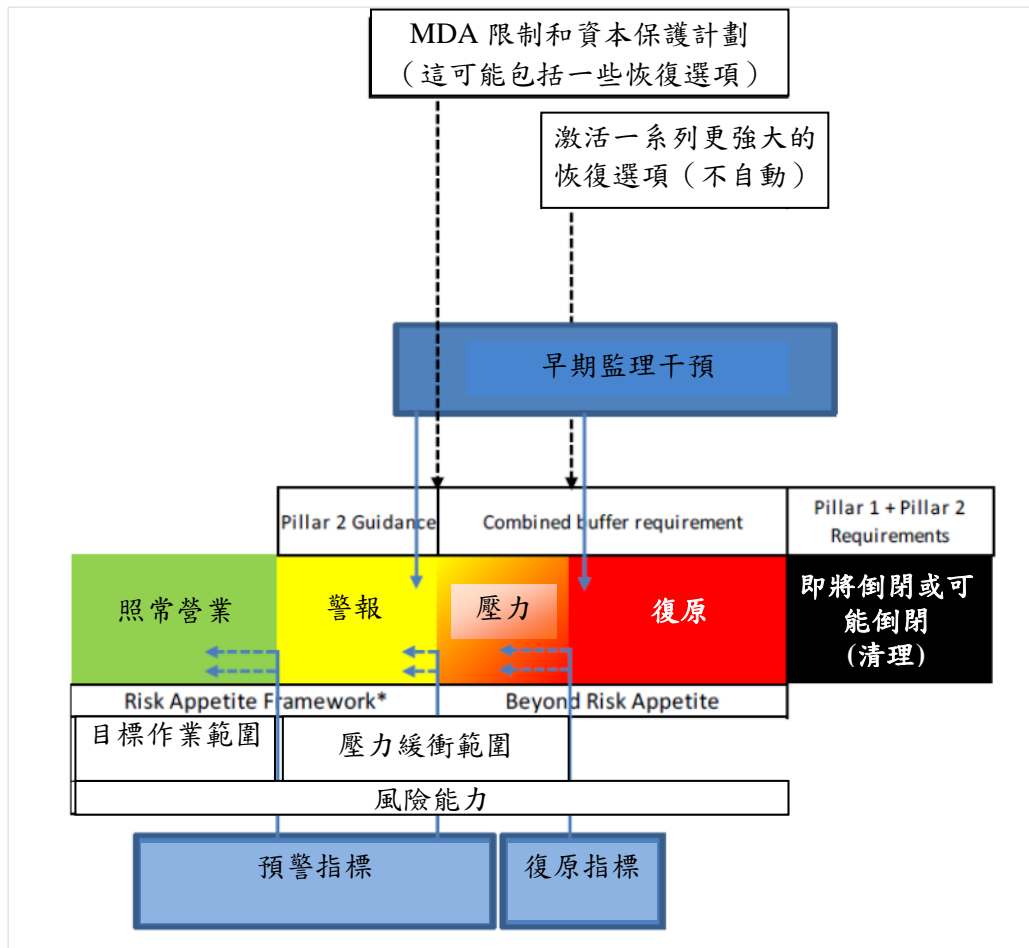 MDA 限制和資本保護計劃
（這可能包括一些恢復選項）
激活一系列更強大的
恢復選項（不自動）
早期監理干預
Pillar 2 Guidance
Combined buffer requirement
Pillar 1 + Pillar 2
Requirements
照常營業
警報
壓力
復原
即將倒閉或可
能倒閉
(清理)
Risk Appetite Framework*
Beyond Risk Appetite
目標作業範圍
壓力緩衝範圍
風險能力
預警指標
復原指標